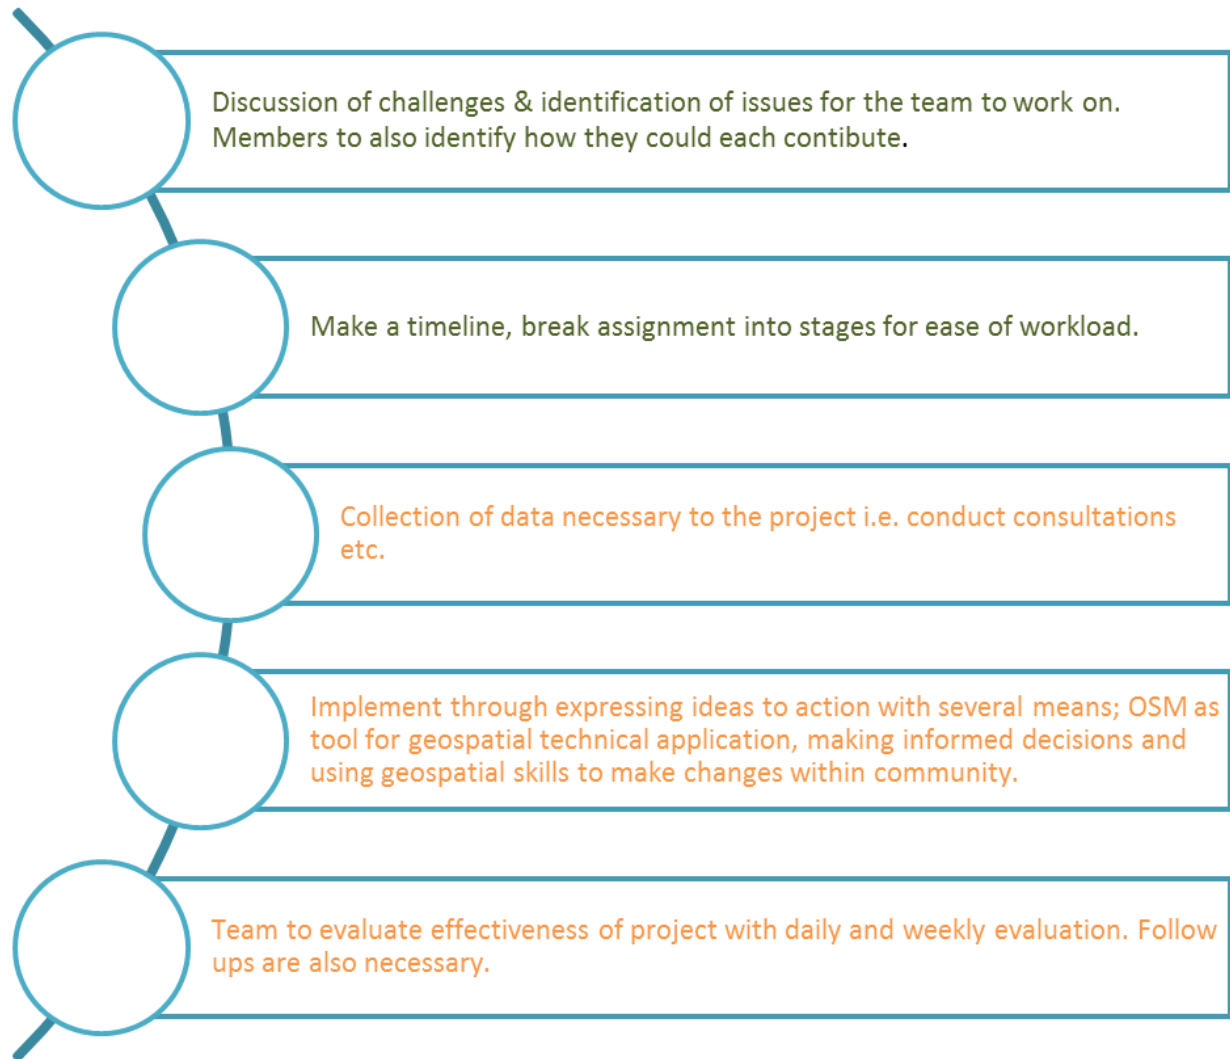 Discussion of challenges & identification of issues for the team to work on.
Members to also identify how they could each contibute.
Make a timeline, break assignment into stages for ease of workload.
Collection of data necessary to the project i.e. conduct consultations
etc.
Implement through expressing ideas to action with several means; OSM as
tool for geospatial technical application, making informed decisions and
using geospatial skills to make changes within community.
Team to evaluate effectiveness of project with daily and weekly evaluation. Follow
ups are also necessary.